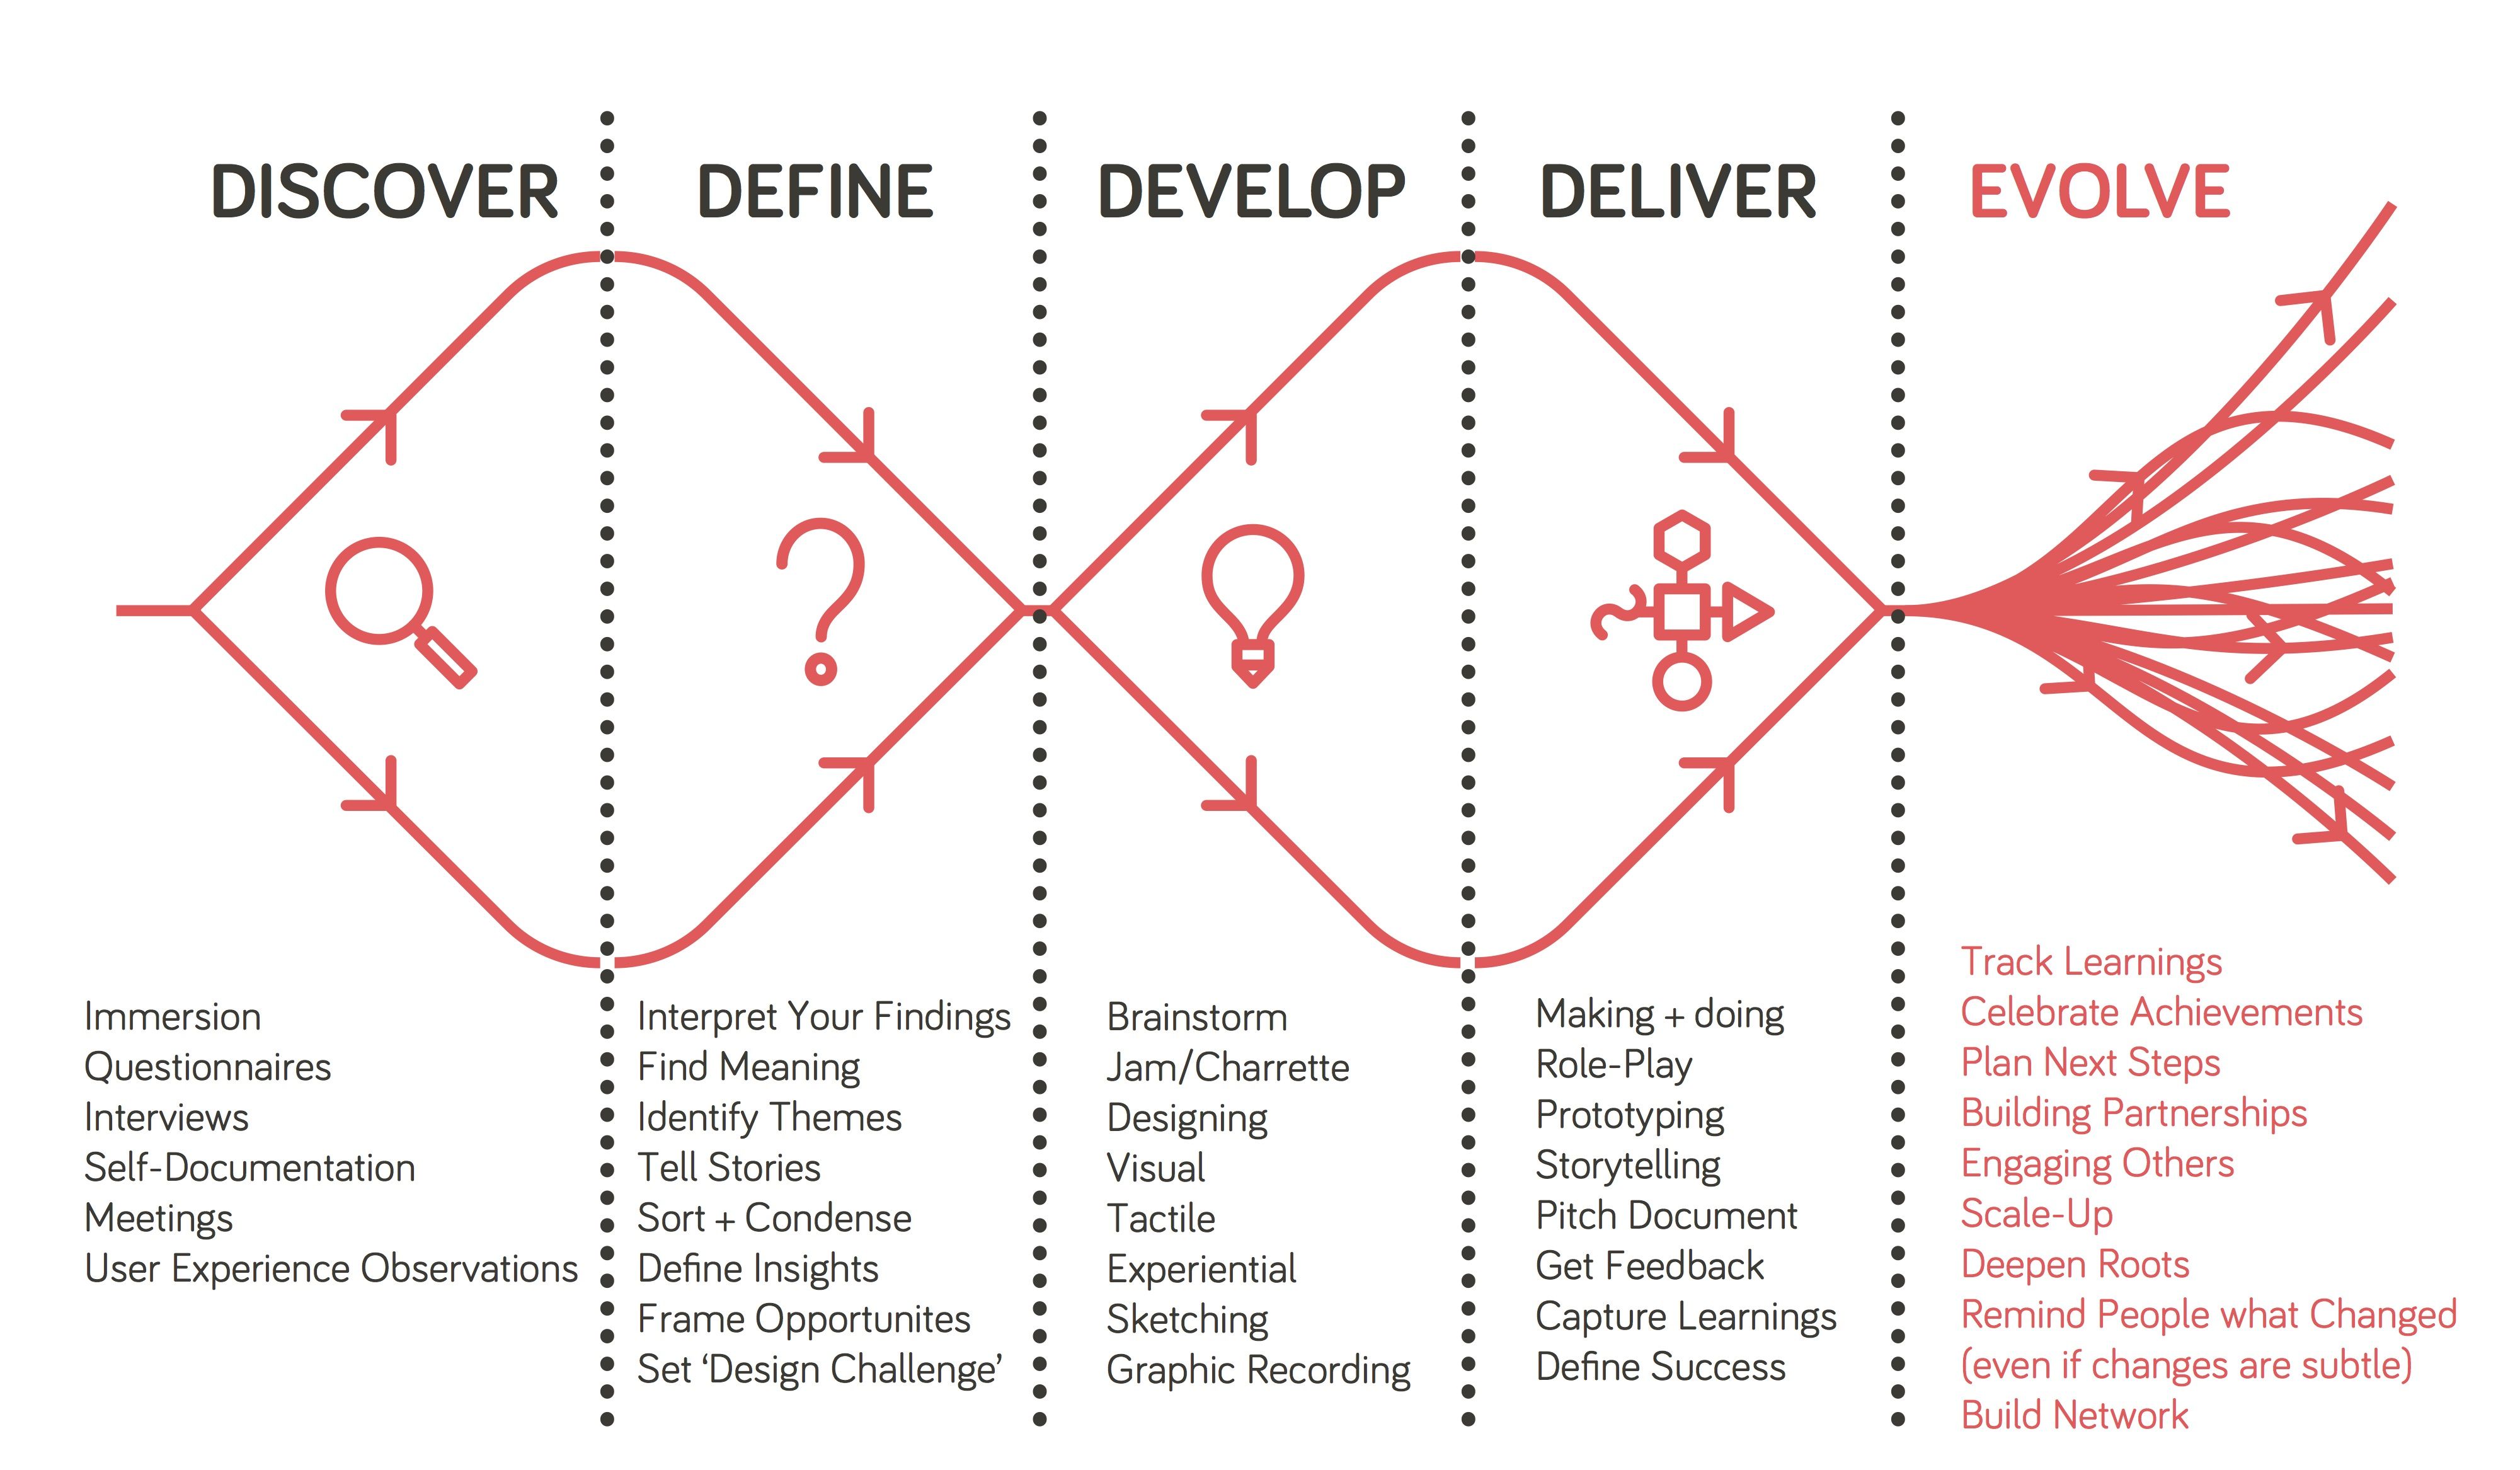 DISCOVER
DEFINE
DEVELOP
DELIVER
EVOLVE
Immersion
Questionnaires
Interviews
Self-Documentation
Meetings
User Experience Observations
Interpret Your Findings
Find Meaning
Identify Themes
Tell Stories
Sort + Condense
Define Insights
Frame Opportunites
Set ‘Design Challenge’
Brainstorm
Jam/Charrette
Designing
Visual
Tactile
Experiential
Sketching
Graphic Recording
Making + doing
Role-Play
Prototyping
Storytelling
Pitch Document
Get Feedback
Capture Learnings
Define Success
Track Learnings
Celebrate Achievements
Plan Next Steps
Building Partnerships
Engaging Others
Scale-Up
Deepen Roots
Remind People what Changed
(even if changes are subtle)
Build Network